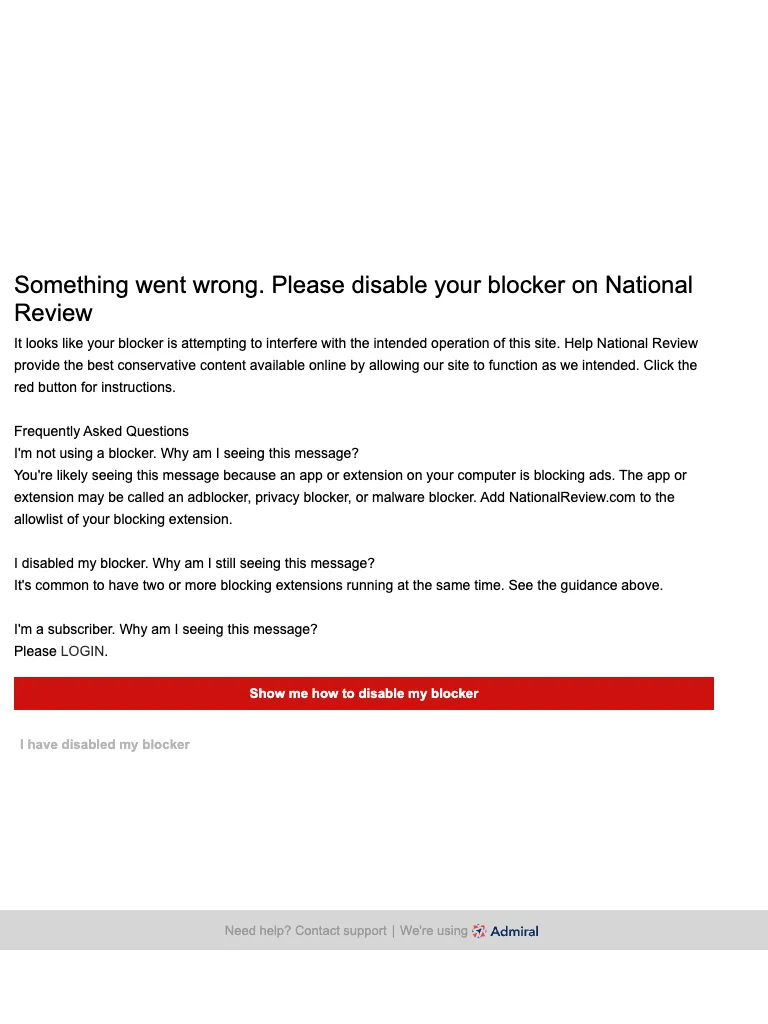 Something went wrong. Please disable your blocker on National
Review
It looks like your blocker is attempting to interfere with the intended operation of this site. Help National Review
provide the best conservative content available online by allowing our site to function as we intended. Click the
red button for instructions.
Frequently Asked Questions
I'm not using a blocker. Why am I seeing this message?
You're likely seeing this message because an app or extension on your computer is blocking ads. The app or
extension may be called an adblocker, privacy blocker, or malware blocker. Add NationalReview.com to the
allowlist of your blocking extension.
I disabled my blocker. Why am I still seeing this message?
It's common to have two or more blocking extensions running at the same time. See the guidance above.
I'm a subscriber. Why am I seeing this message?
Please LOGIN.
Show me how to disable my blocker
I have disabled my blocker
Need help? Contact support | We're using Admiral